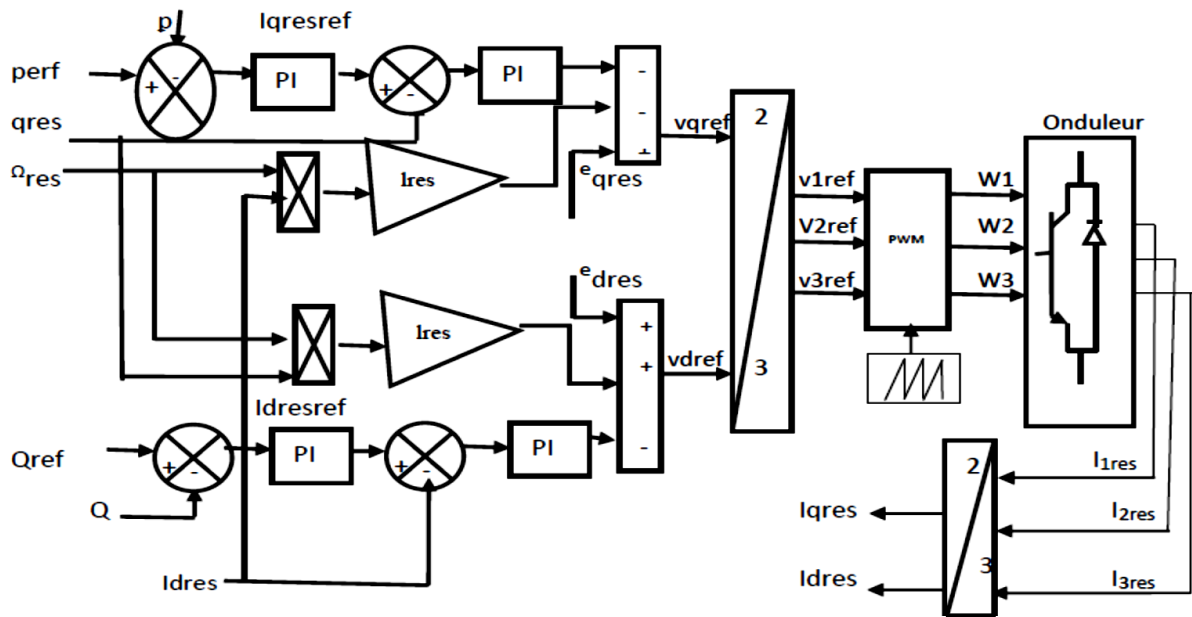 p
Iqresref
perf
+
-
PI
+
-
PI
-
-
+
qres
Ωres
lres
eqres
vqref
2
3
v1ref
V2ref
v3ref
PWM
W1
W2
W3
Onduleur
edres
lres
+
+
-
vdref
Idresref
Qref
+
-
PI
+
-
PI
Q
Idres
2
3
I1res
I2res
I3res
Iqres
Idres